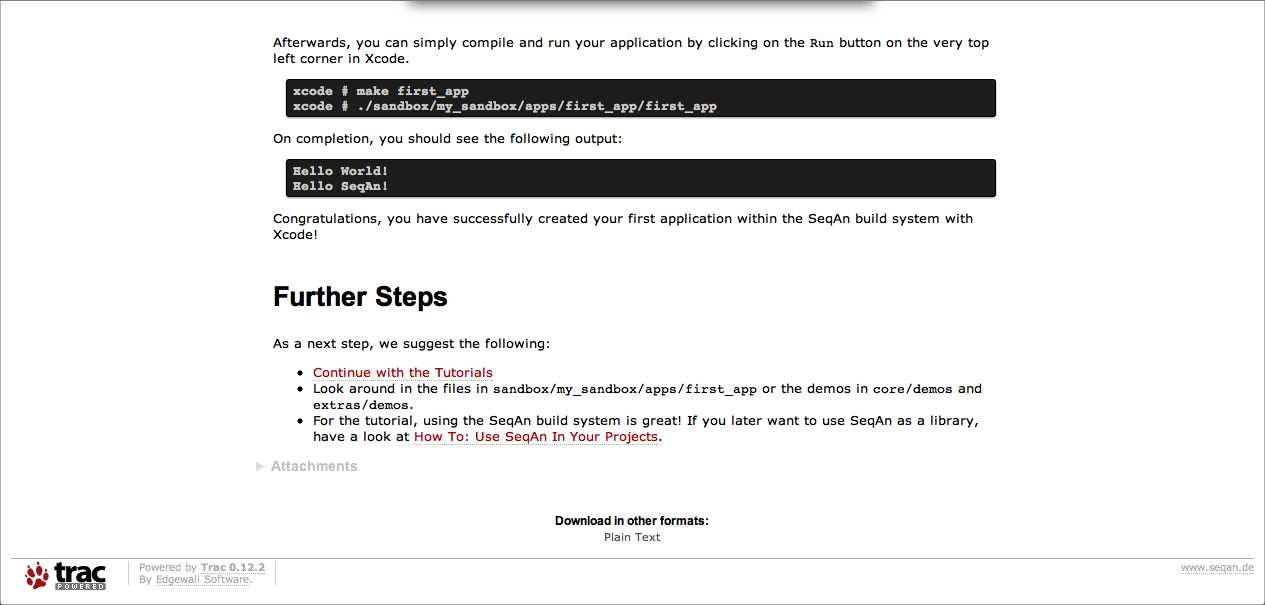 Afterwards, you can simply compile and run your application by clicking on the Run button on the very top
left corner in Xcode.
xcode # make first_app
xcode # ./sandbox/my_sandbox/apps/first_app/first_app
On completion, you should see the following output:
Hello World!
Hello SeqAn!
Congratulations, you have successfully created your first application within the SeqAn build system with
Xcode!
Further Steps
As a next step, we suggest the following:
Continue with the Tutorials
Look around in the files in sandbox/my_sandbox/apps/first_app or the demos in core/demos and
extras/demos.
For the tutorial, using the SeqAn build system is great! If you later want to use SeqAn as a library,
have a look at How To: Use SeqAn In Your Projects.
Attachments
Download in other formats:
Plain Text
trac
POWERED
Powered by Trac 0.12.2
By Edgewall Software.
www.seqan.de